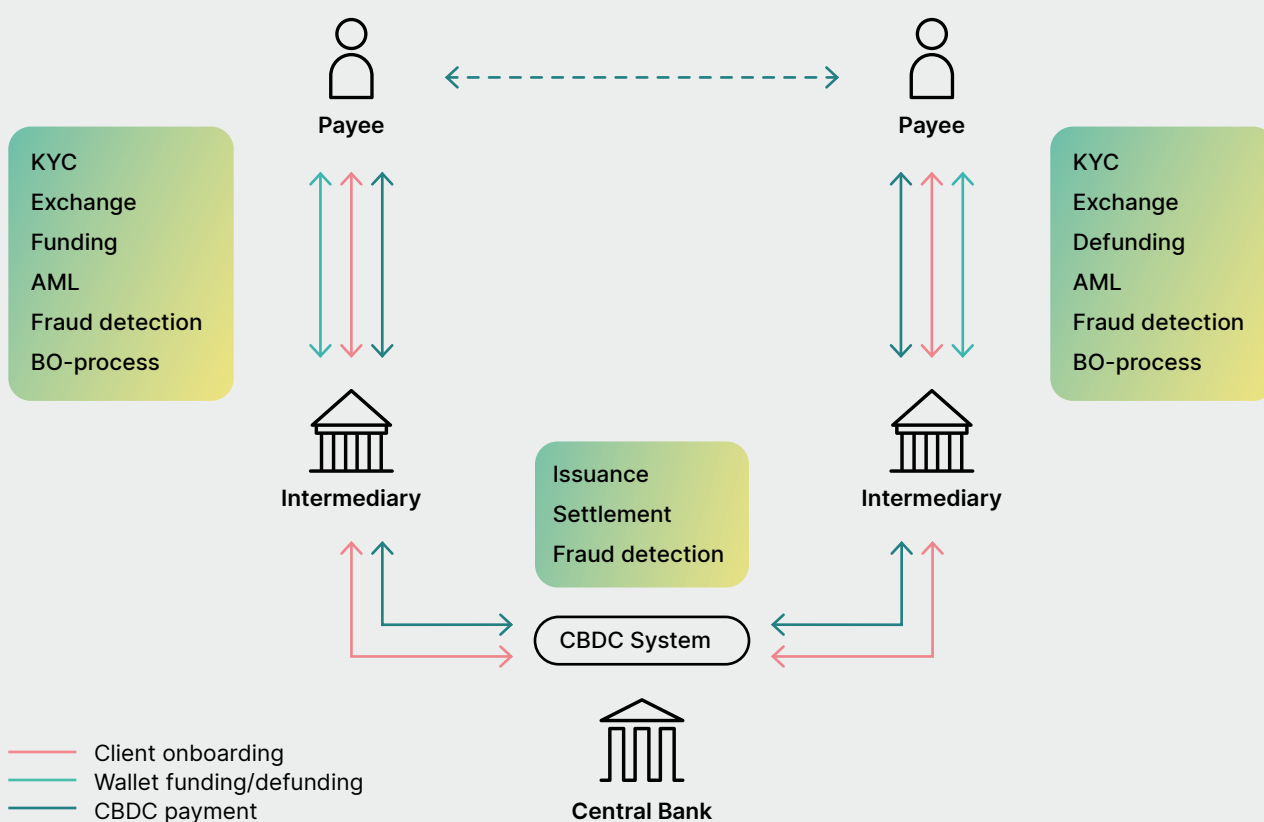 Payee
Payee
KYC
Exchange
Funding
AML
Fraud detection
BO-process
KYC
Exchange
Defunding
AML
Fraud detection
BO-process
Intermediary
Intermediary
Issuance
Settlement
Fraud detection
CBDC System
Central Bank
Client onboarding
Wallet funding/defunding
CBDC payment